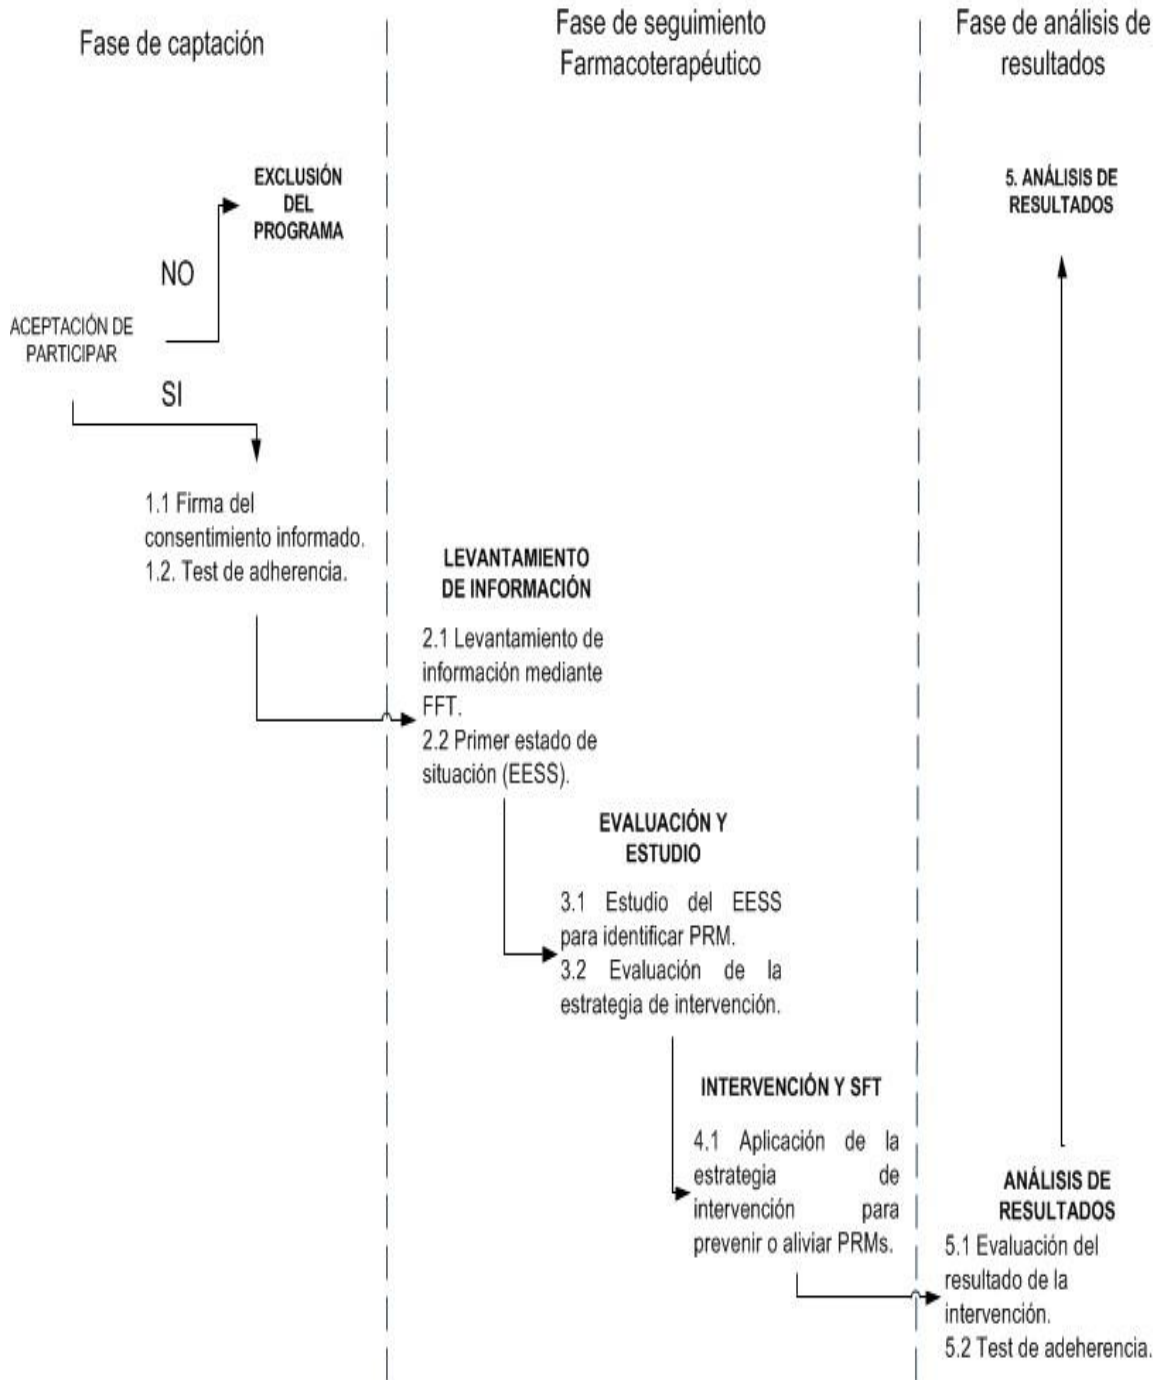 Fase de captación
Fase de seguimiento
Farmacoterapéutico
Fase de análisis de
resultados
EXCLUSIÓN
DEL
PROGRAMA
NO
ACEPTACIÓN DE
PARTICIPAR
SI
1.1 Firma del
consentimiento informado.
1.2. Test de adherencia.
LEVANTAMIENTO
DE INFORMACIÓN
2.1 Levantamiento de
información mediante
FFT.
2.2 Primer estado de
situación (EESS).
EVALUACIÓN Y
ESTUDIO
3.1 Estudio del EESS
para identificar PRM.
3.2 Evaluación de la
estrategia de intervención.
INTERVENCIÓN Y SFT
4.1 Aplicación de la
estrategia de
intervención para
prevenir o aliviar PRMs.
5. ANÁLISIS DE
RESULTADOS
ANÁLISIS DE
RESULTADOS
5.1 Evaluación del
resultado de la
intervención.
5.2 Test de adeherencia.